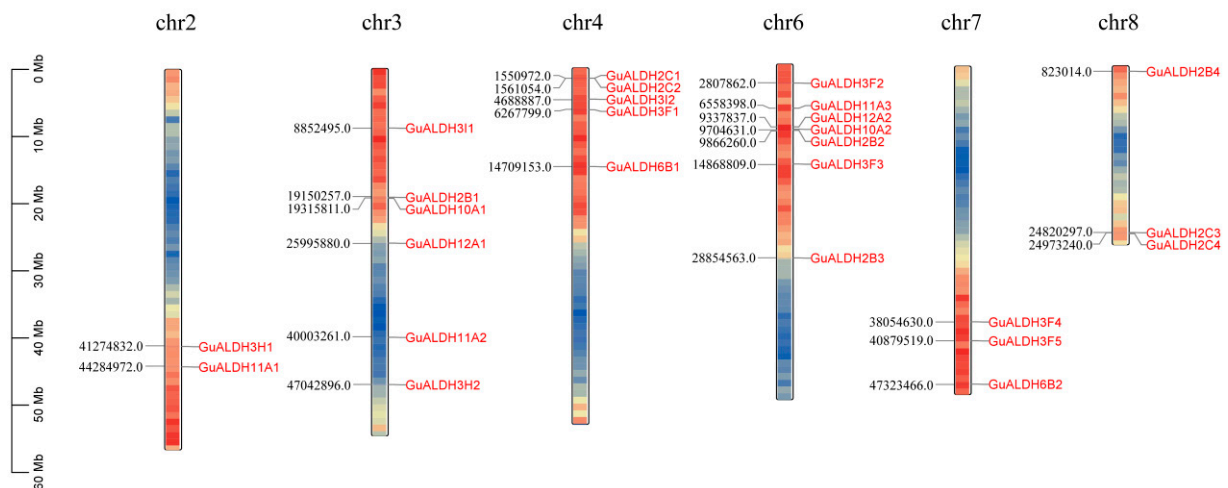 chr2
chr3
chr4
chr6
chr7
chr8
0 Mb
10 Mb
20 Mb
30 Mb
40 Mb
50 Mb
60 Mb
41274832.0 GuALDH3H1
44284972.0 GuALDH11A1
8852495.0 GuALDH3I1
19150257.0 GuALDH2B1
19315811.0 GuALDH10A1
25995880.0 GuALDH12A1
40003261.0 GuALDH11A2
47042896.0 GuALDH3H2
1550972.0 GuALDH2C1
1561054.0 GuALDH2C2
4688887.0 GuALDH3I2
6267799.0 GuALDH3F1
14709153.0 GuALDH6B1
2807862.0 GuALDH3F2
6558398.0 GuALDH11A3
9337837.0 GuALDH12A2
9704631.0 GuALDH10A2
9866260.0 GuALDH2B2
14868809.0 GuALDH3F3
28854563.0 GuALDH2B3
38054630.0 GuALDH3F4
40879519.0 GuALDH3F5
47323466.0 GuALDH6B2
823014.0 GuALDH2B4
24820297.0 GuALDH2C3
24973240.0 GuALDH2C4